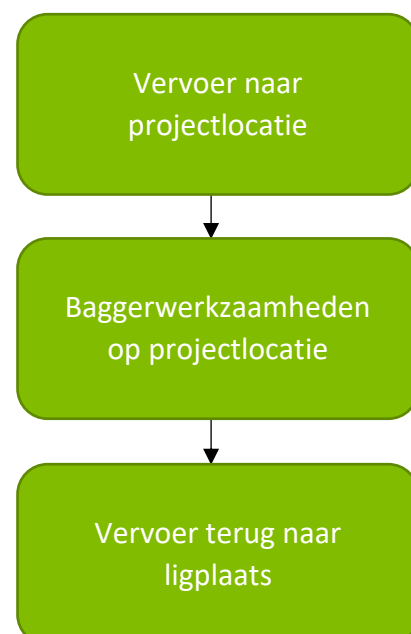 Vervoer naar
projectlocatie
Baggerwerkzaamheden
op projectlocatie
Vervoer terug naar
ligplaats